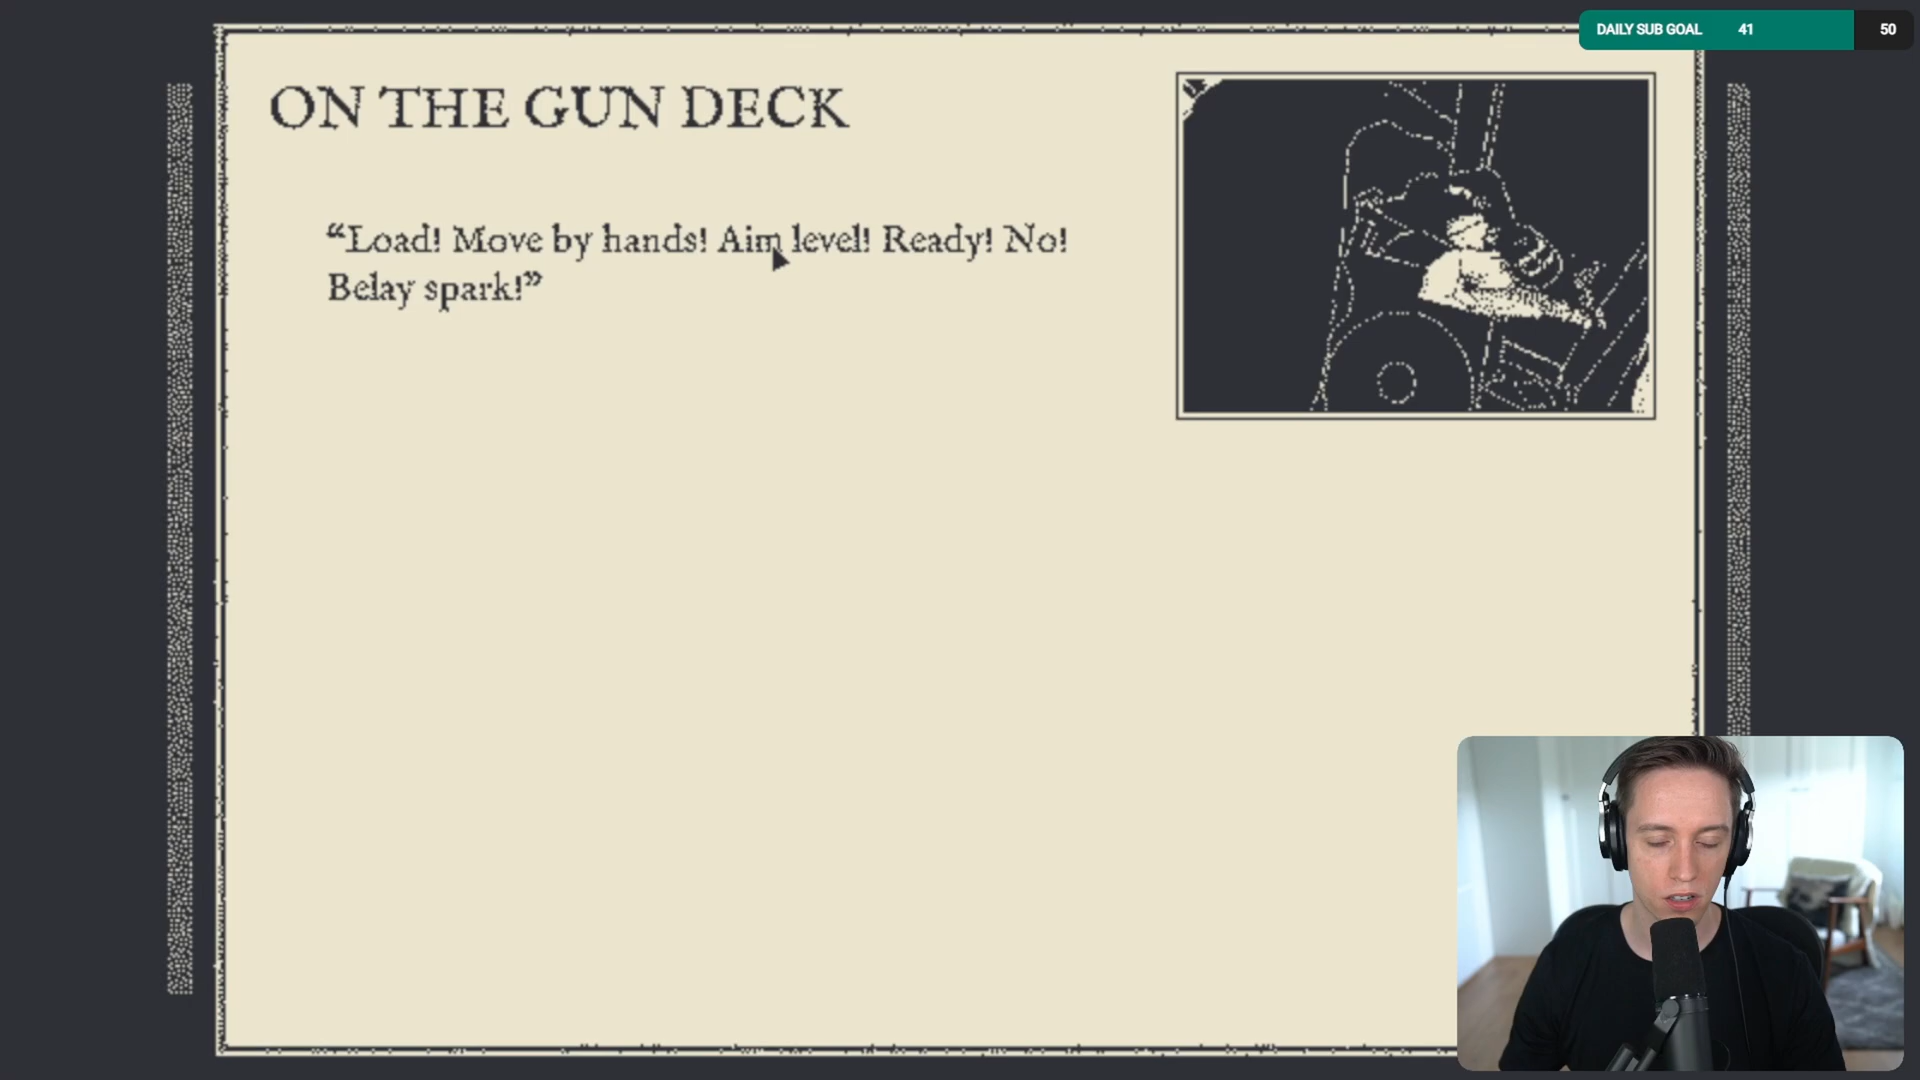 DAILY SUB GOAL 41 50
ON THE GUN DECK
“Load! Move by hands! Aim level! Ready! No!
Belay spark!”